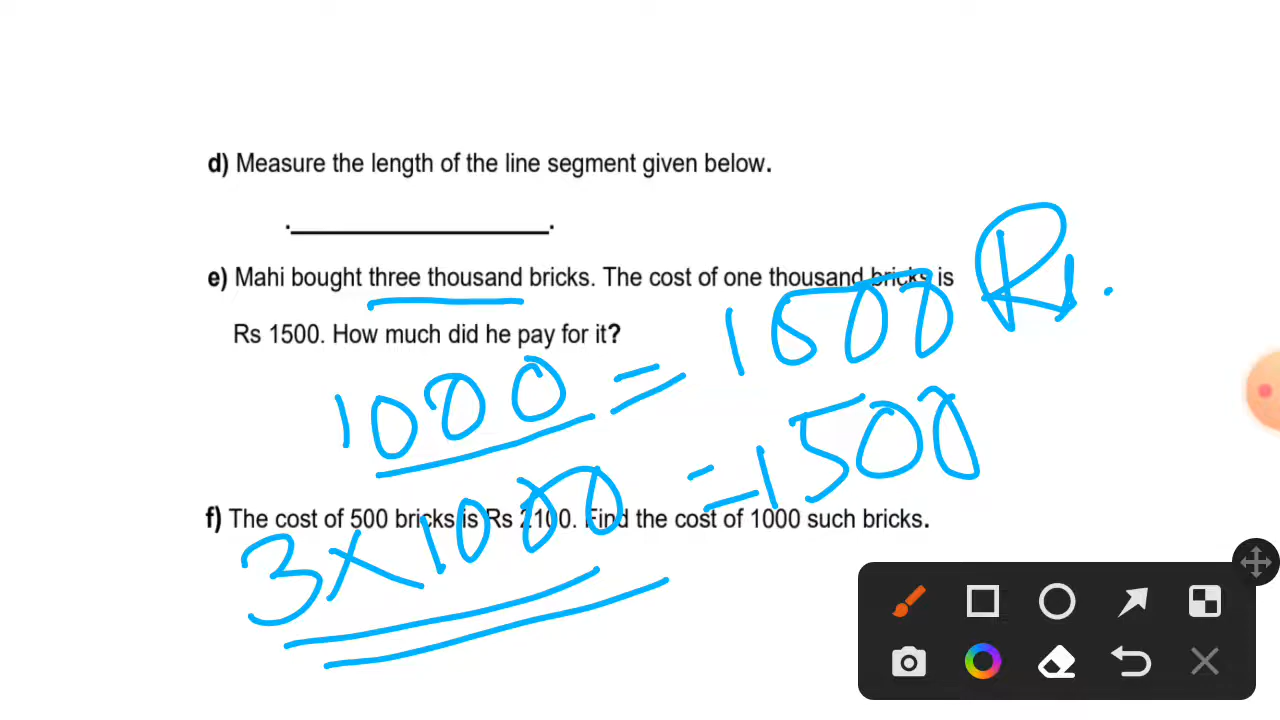 d) Measure the length of the line segment given below.
e) Mahi bought three thousand bricks. The cost of one thousand bricks is
Rs 1500. How much did he pay for it?
1000 = 1500 Rs.
3×1000 = 1500
f) The cost of 500 bricks is Rs 2100. Find the cost of 1000 such bricks.